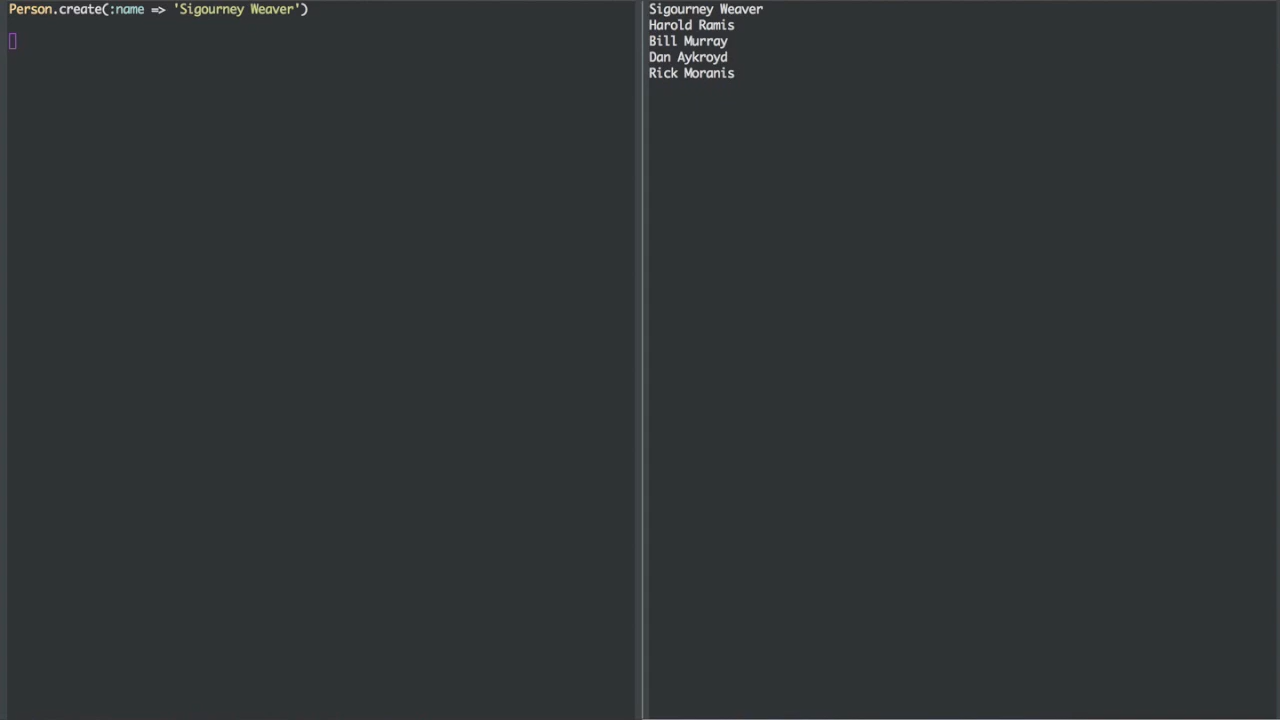 Person.create(:name => 'Sigourney Weaver')
Sigourney Weaver
Harold Ramis
Bill Murray
Dan Aykroyd
Rick Moranis